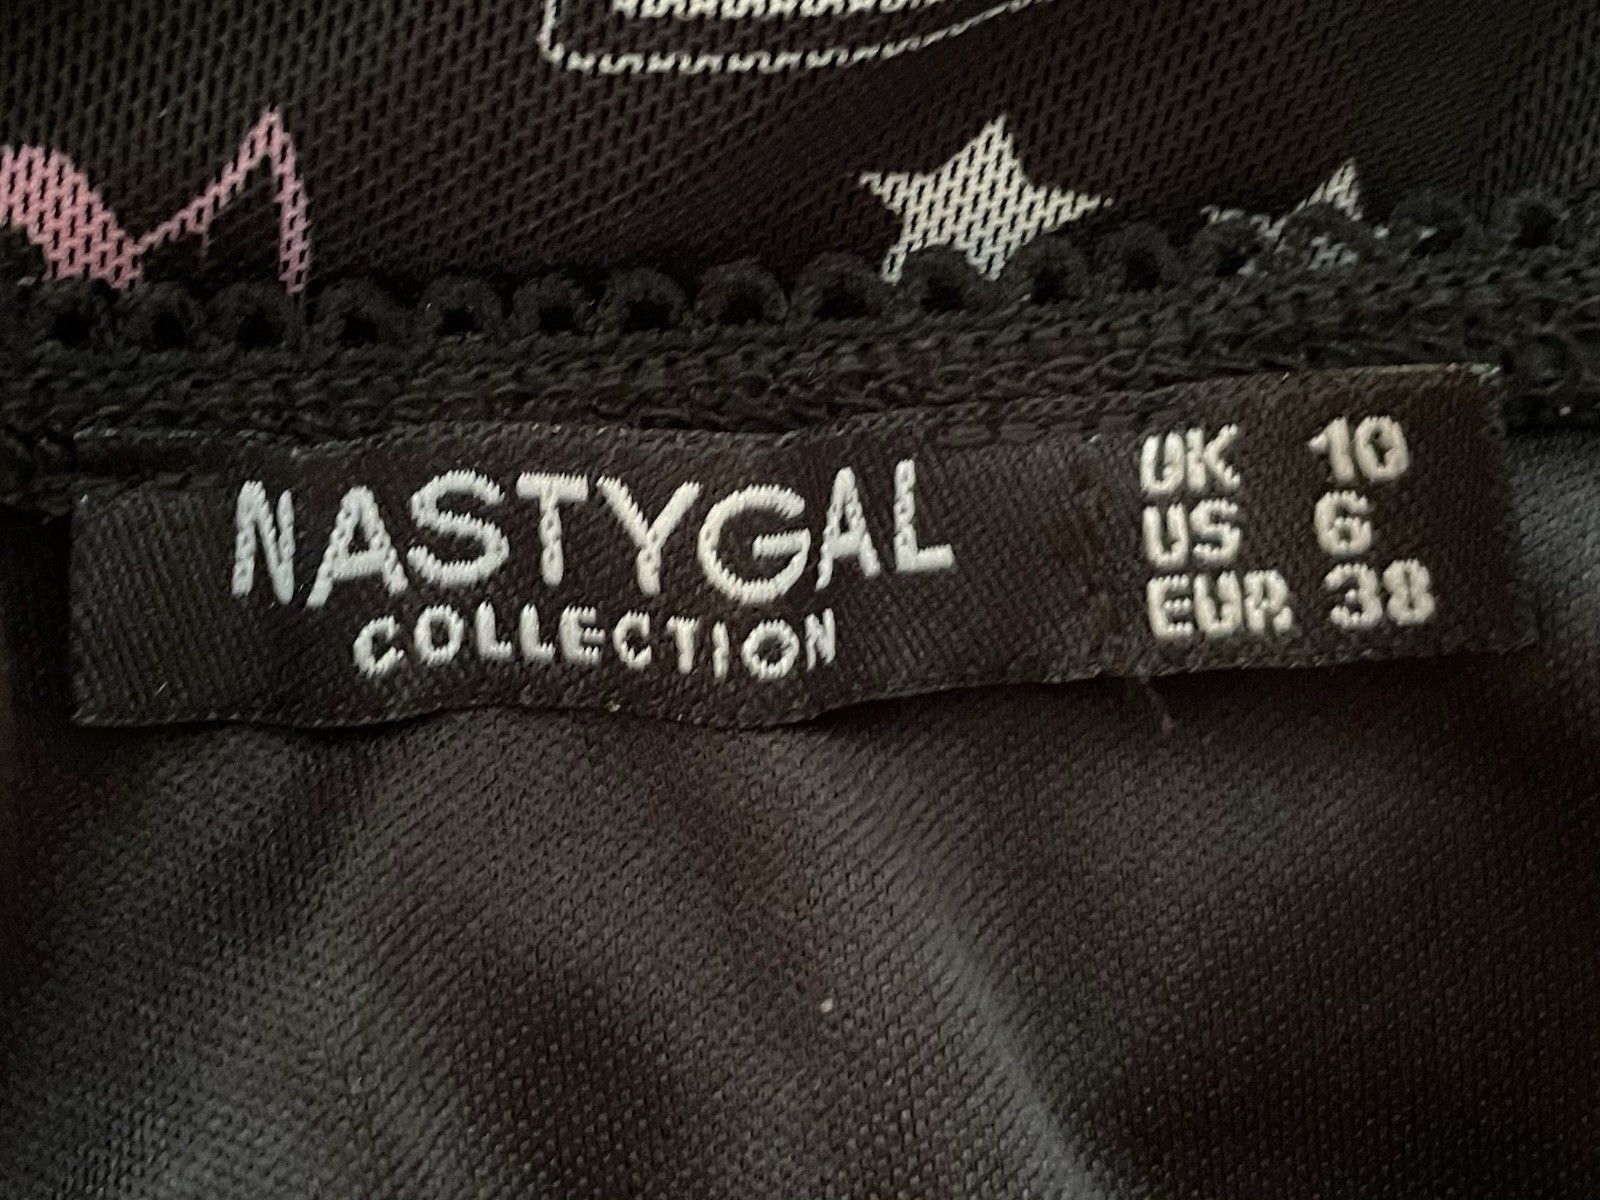 NASTYGAL
COLLECTION
UK 10
US 6
EUR 38